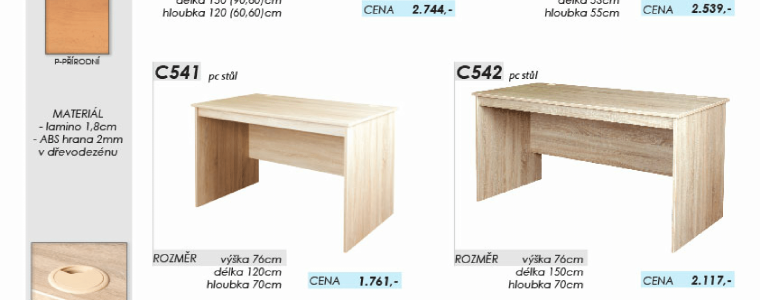 délka 150 (90,60)cm
hloubka 120 (60,60)cm
CENA 2.744,-
délka 53cm
hloubka 55cm
CENA 2.539,-
P-PŘÍRODNÍ
MATERIÁL
- lamino 1,8cm
- ABS hrana 2mm
v dřevodezénu
C541 pc stůl
ROZMĚR výška 76cm
délka 120cm
hloubka 70cm
CENA 1.761,-
C542 pc stůl
ROZMĚR výška 76cm
délka 150cm
hloubka 70cm
CENA 2.117,-